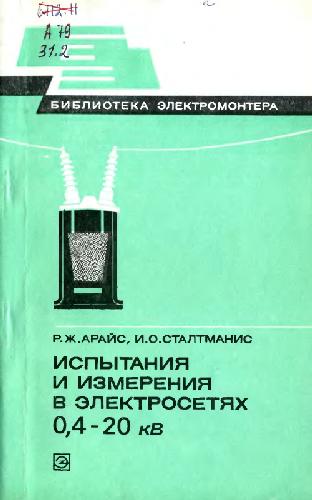 А 79
31.2
БИБЛИОТЕКА ЭЛЕКТРОМОНТЕРА
Р.Ж.АРАЙС, И.О.СТАЛТМАНИС
ИСПЫТАНИЯ
И ИЗМЕРЕНИЯ
В ЭЛЕКТРОСЕТЯХ
0,4-20 кВ